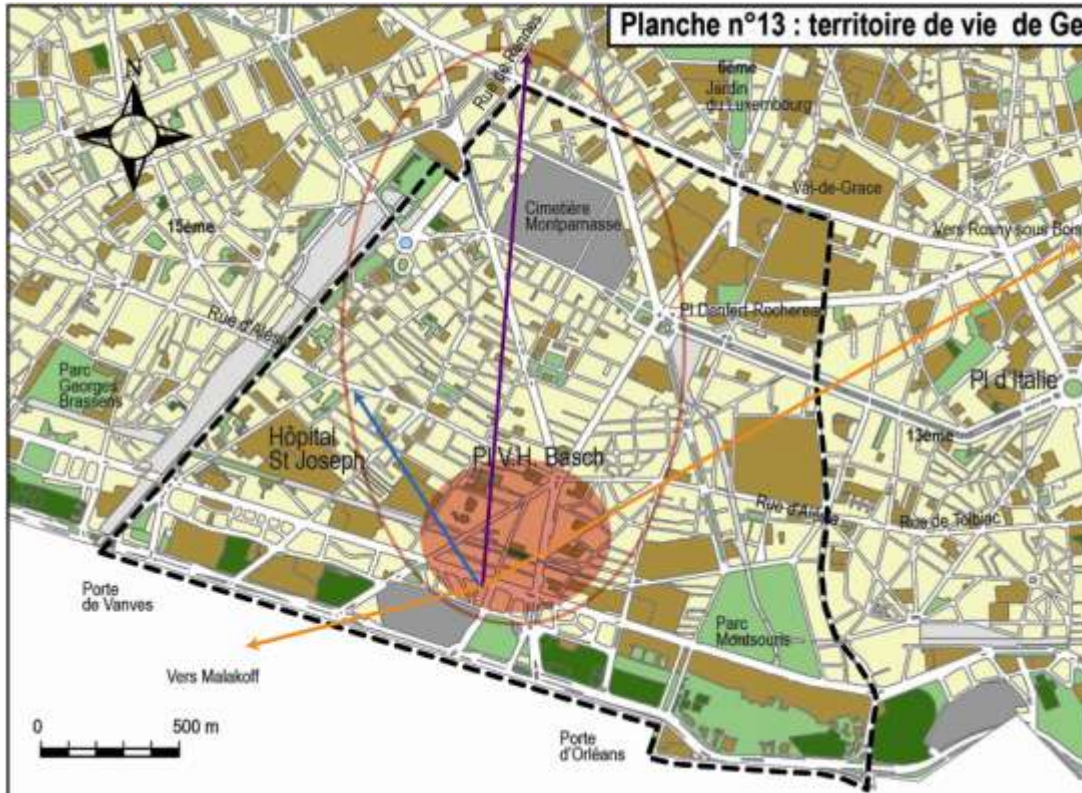 Planche n°13 : territoire de vie de Ge
N
Rue de Rennes
6ème
Jardin
du Luxembourg
Val-de-Grace
Cimetière
Montparnasse
15ème
Vers Rosny sous Bois
Rue d'Alésia
Pl Denfert-Rocherea
Parc
Georges
Brassens
Pl d'Italie
13ème
Hôpital
St Joseph
Pl V.H. Basch
Rue d'Alésia
Rue de Tolbiac
Porte
de Vanves
Parc
Montsouris
Vers Malakoff
0 500 m
Porte
d'Orléans